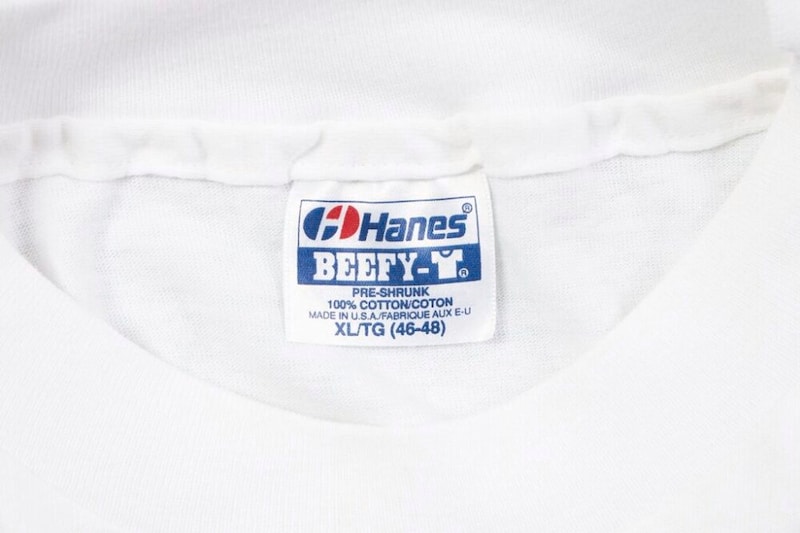 Hanes®
BEEFY-T®
PRE-SHRUNK
100% COTTON/COTON
MADE IN U.S.A./FABRIQUE AUX E-U
XL/TG (46-48)